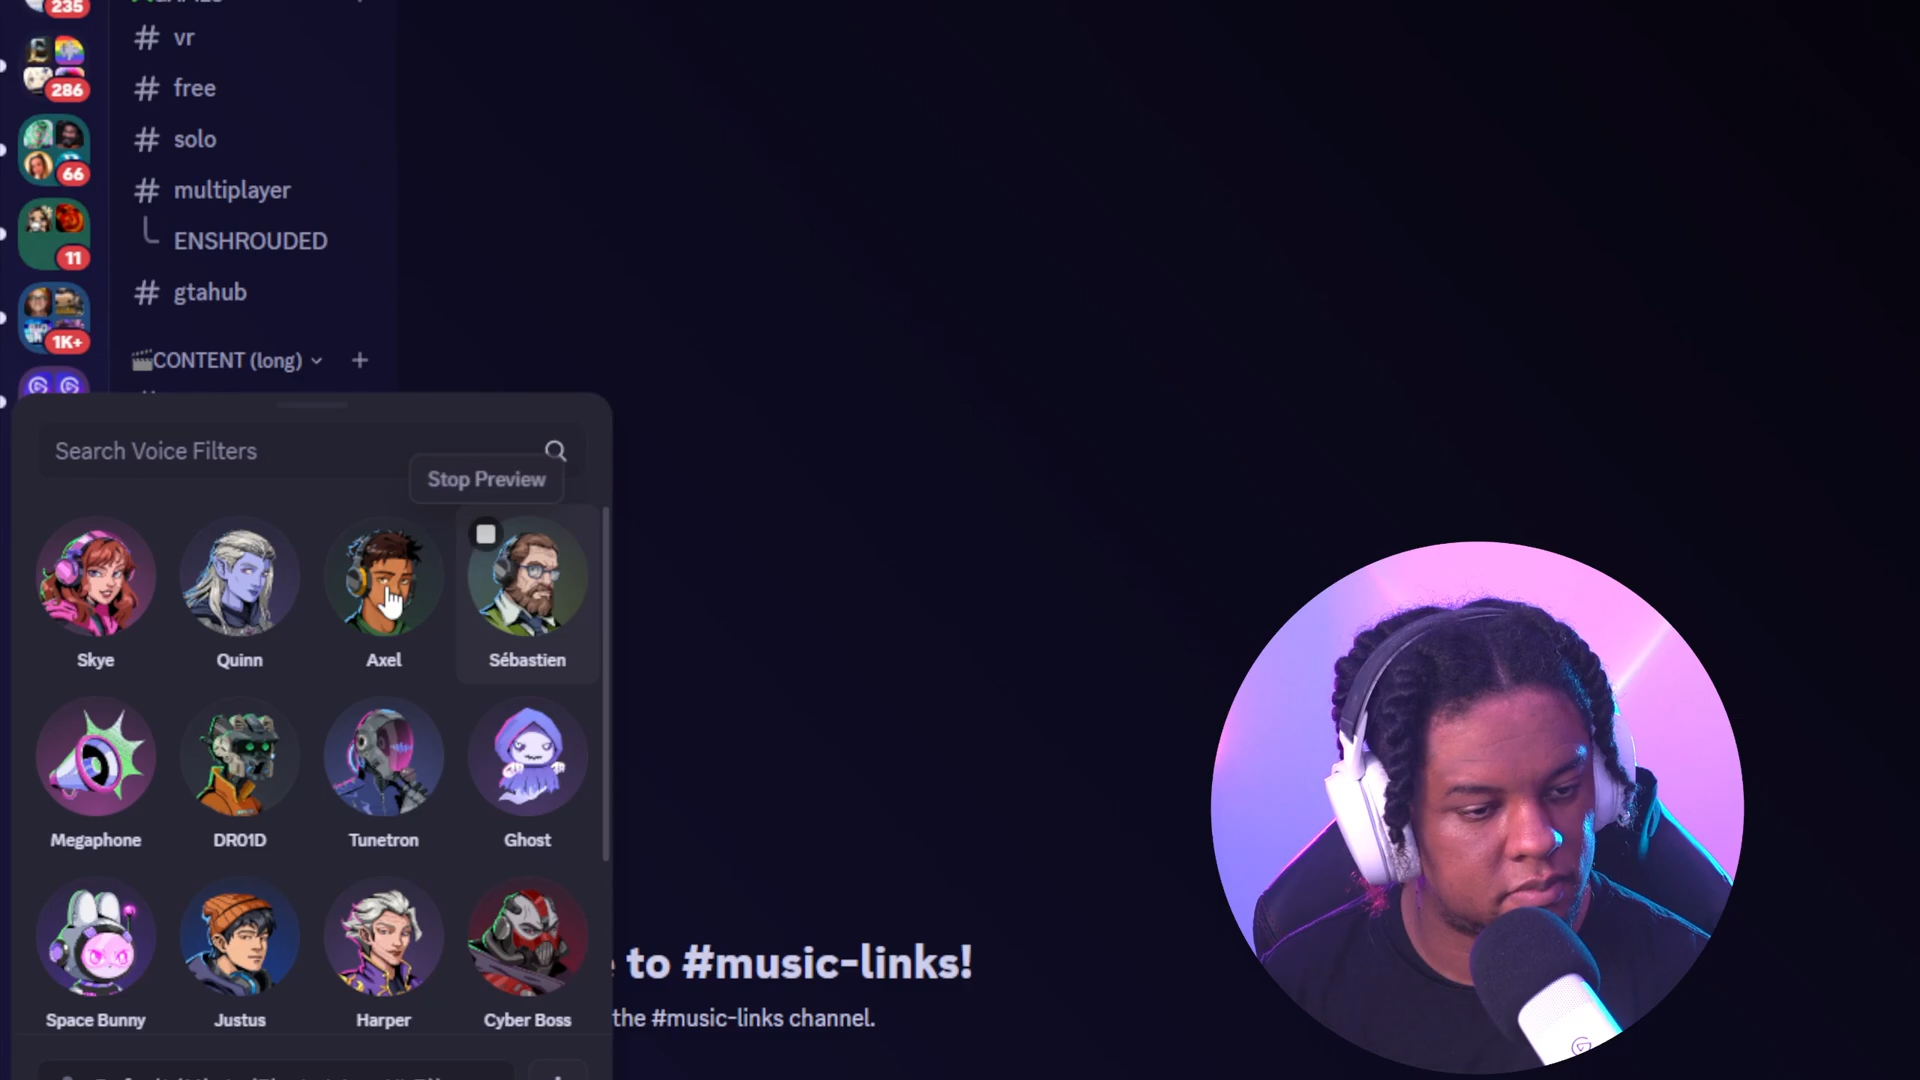 235
286
66
11
1K+
# vr
# free
# solo
# multiplayer
ENSHROUDED
# gtahub
CONTENT (long)
Search Voice Filters
Stop Preview
Skye
Quinn
Axel
Sébastien
Megaphone
DR01D
Tunetron
Ghost
Space Bunny
Justus
Harper
Cyber Boss
to #music-links!
the #music-links channel.